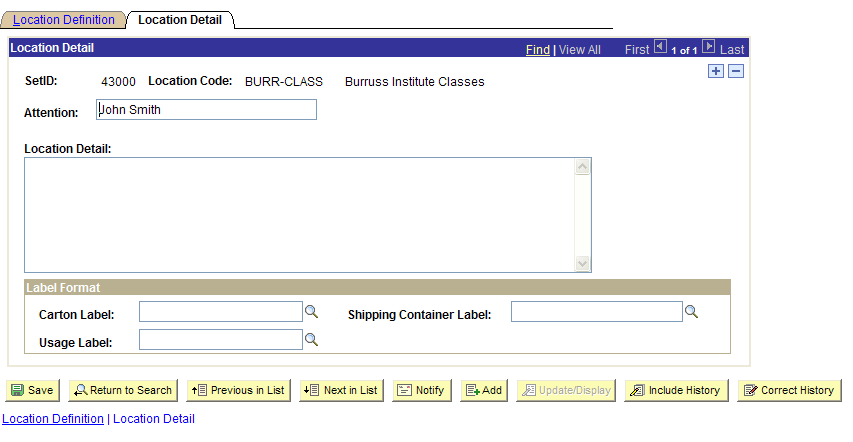 Location Definition Location Detail
Location Detail Find | View All First 1 of 1 Last
SetID: 43000 Location Code: BURR-CLASS Burruss Institute Classes
Attention: John Smith
Location Detail:
Label Format
Carton Label: Shipping Container Label:
Usage Label:
Save Return to Search Previous in List Next in List Notify Add Update/Display Include History Correct History
Location Definition | Location Detail